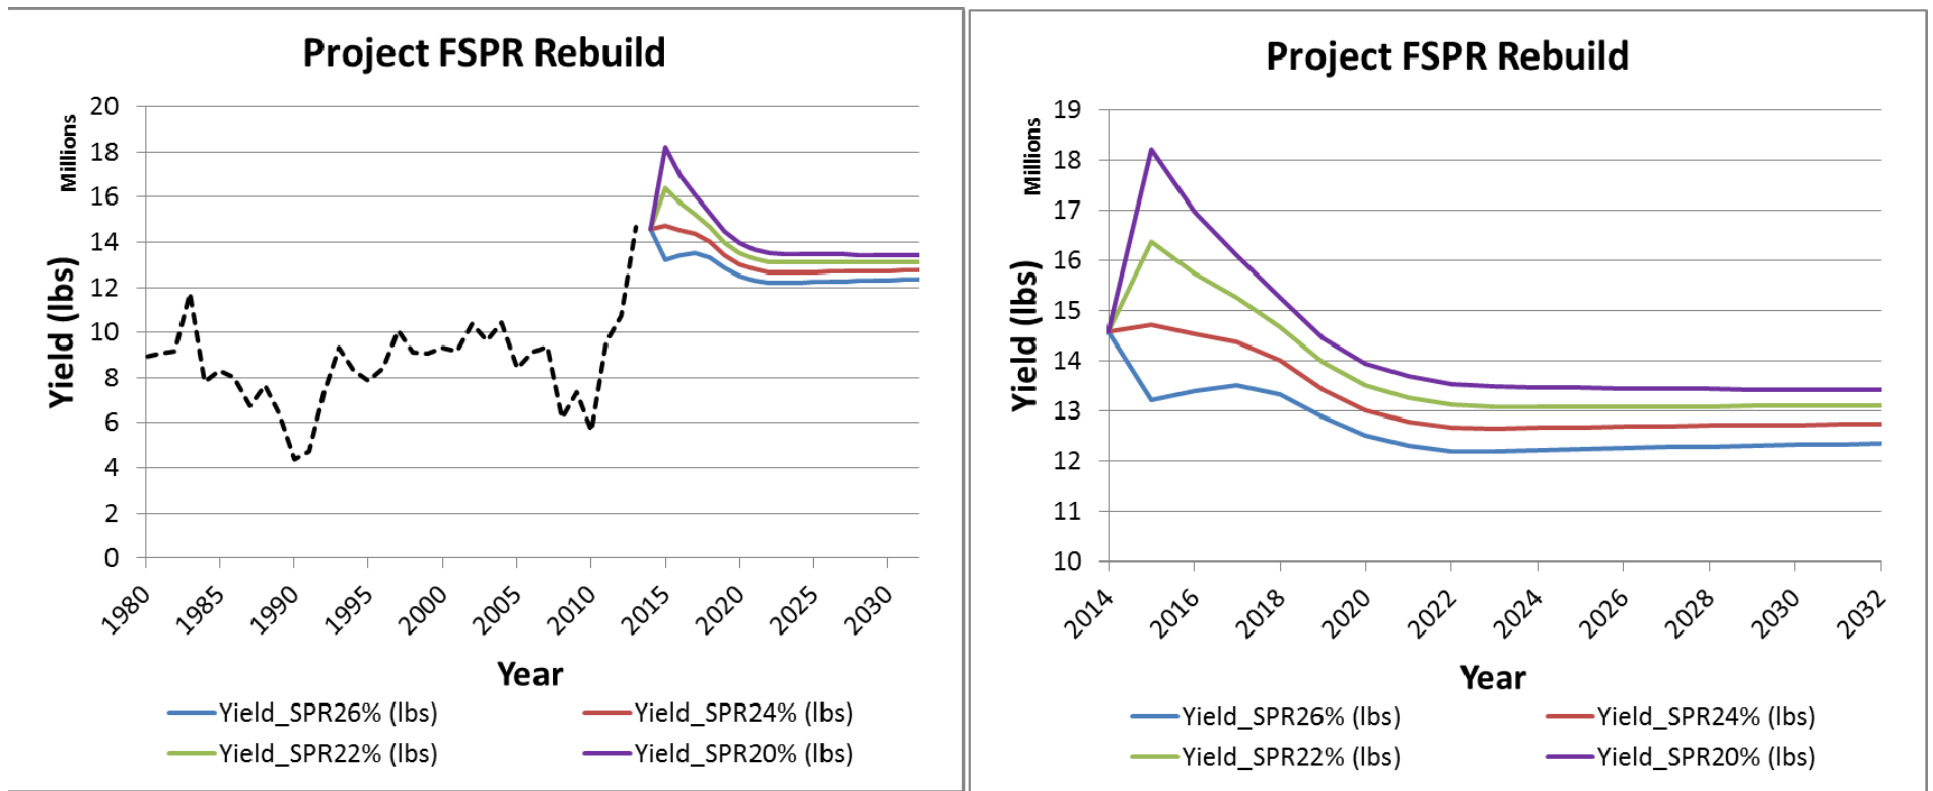 Project FSPR Rebuild
Millions
Yield (lbs)
20
18
16
14
12
10
8
6
4
2
0
1980
1985
1990
1995
2000
2005
2010
2015
2020
2025
2030
Year
Yield_SPR26% (lbs)
Yield_SPR24% (lbs)
Yield_SPR22% (lbs)
Yield_SPR20% (lbs)
Project FSPR Rebuild
Millions
Yield (lbs)
19
18
17
16
15
14
13
12
11
10
2014
2016
2018
2020
2022
2024
2026
2028
2030
2032
Year
Yield_SPR26% (lbs)
Yield_SPR24% (lbs)
Yield_SPR22% (lbs)
Yield_SPR20% (lbs)